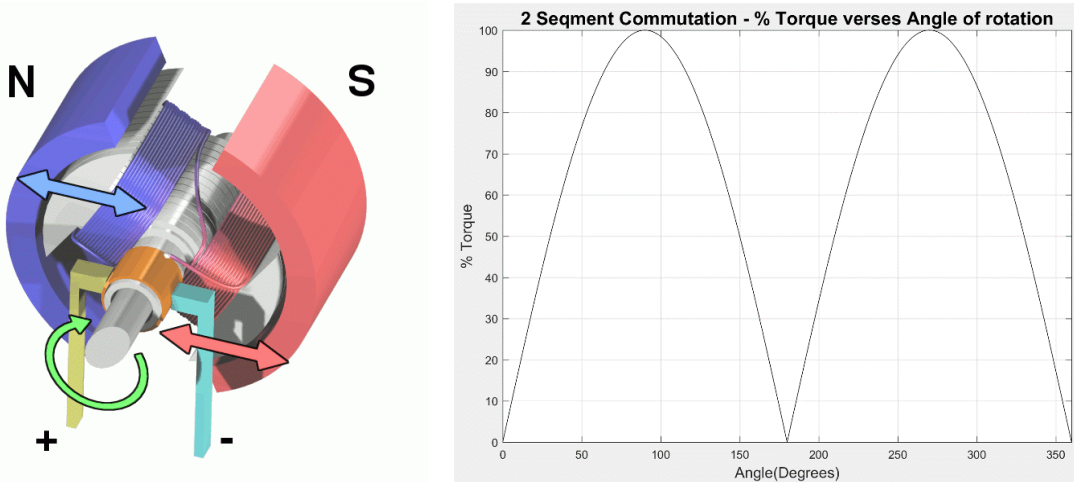 N
S
+
-
2 Seqment Commutation - % Torque verses Angle of rotation
100
90
80
70
60
50
40
30
20
10
0
% Torque
0 50 100 150 200 250 300 350
Angle(Degrees)